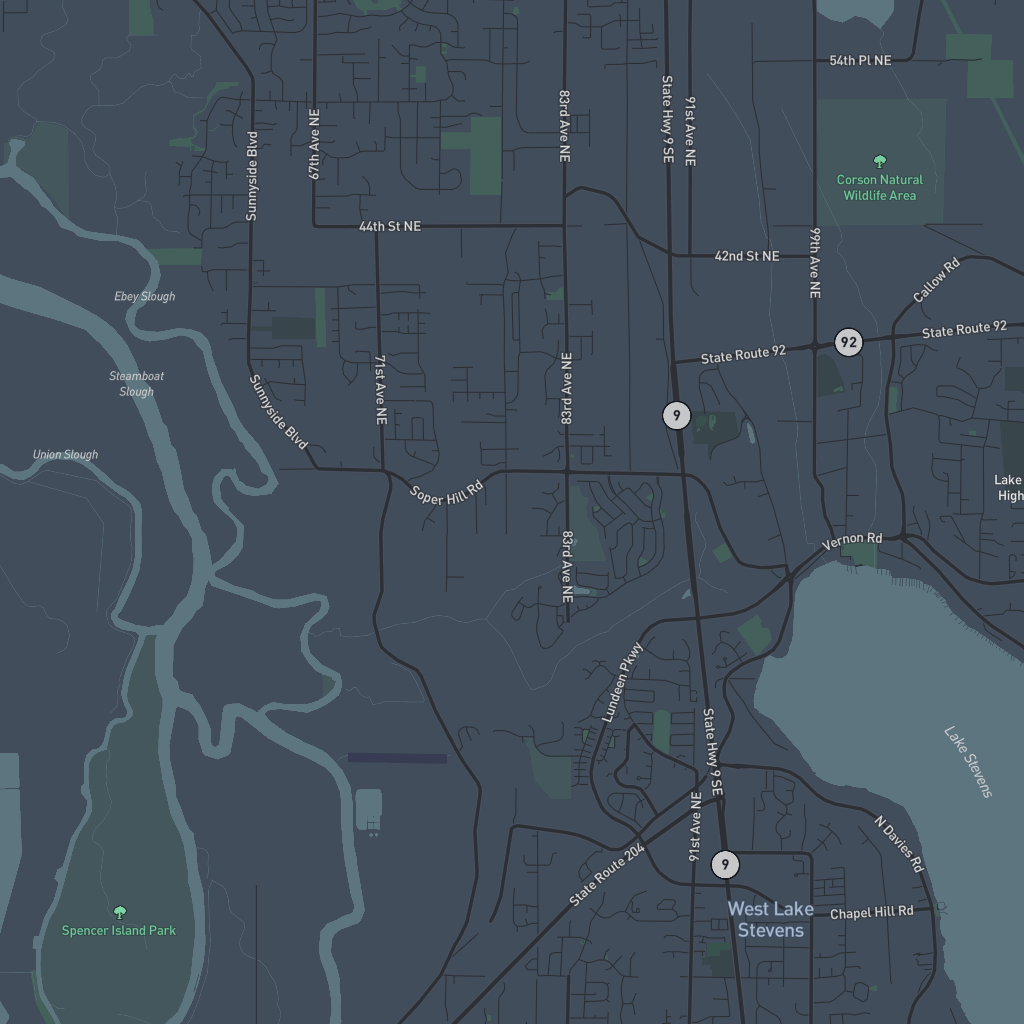 54th Pl NE
State Hwy 9 SE
91st Ave NE
83rd Ave NE
67th Ave NE
Sunnyside Blvd
Corson Natural
Wildlife Area
44th St NE
42nd St NE
99th Ave NE
Callow Rd
Ebey Slough
State Route 92
92
State Route 92
Steamboat
Slough
71st Ave NE
83rd Ave NE
Sunnyside Blvd
9
Union Slough
Soper Hill Rd
Lake
High
Vernon Rd
83rd Ave NE
Lundeen Pkwy
State Hwy 9 SE
Lake Stevens
91st Ave NE
N Davies Rd
State Route 204
9
West Lake
Stevens
Chapel Hill Rd
Spencer Island Park